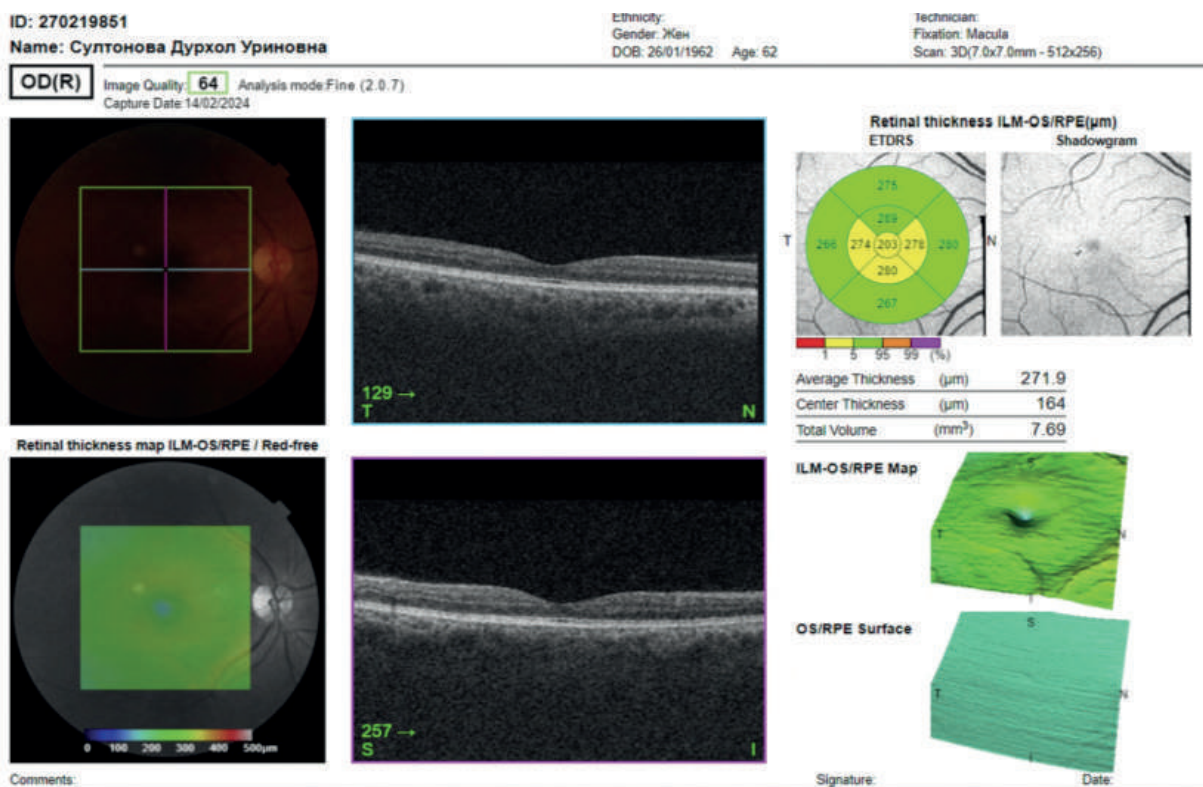 ID: 270219851
Name: Султонова Дурхол Уриновна
Ethnicity:
Gender: Жен
DOB: 26/01/1962 Age: 62
Technician:
Fixation: Macula
Scan: 3D(7.0x7.0mm - 512x256)
OD(R) Image Quality: 64 Analysis mode:Fine (2.0.7)
Capture Date:14/02/2024
129 →
T N
Retinal thickness ILM-OS/RPE(μm)
ETDRS Shadowgram
275
269
266 274 203 278 280
280
267
T N
1 5 95 99 (%)
Average Thickness (μm) 271.9
Center Thickness (μm) 164
Total Volume (mm³) 7.69
Retinal thickness map ILM-OS/RPE / Red-free
0 100 200 300 400 500μm
257 →
S I
ILM-OS/RPE Map
S
T N
I
OS/RPE Surface
S
T N
I
Comments: Signature: Date: